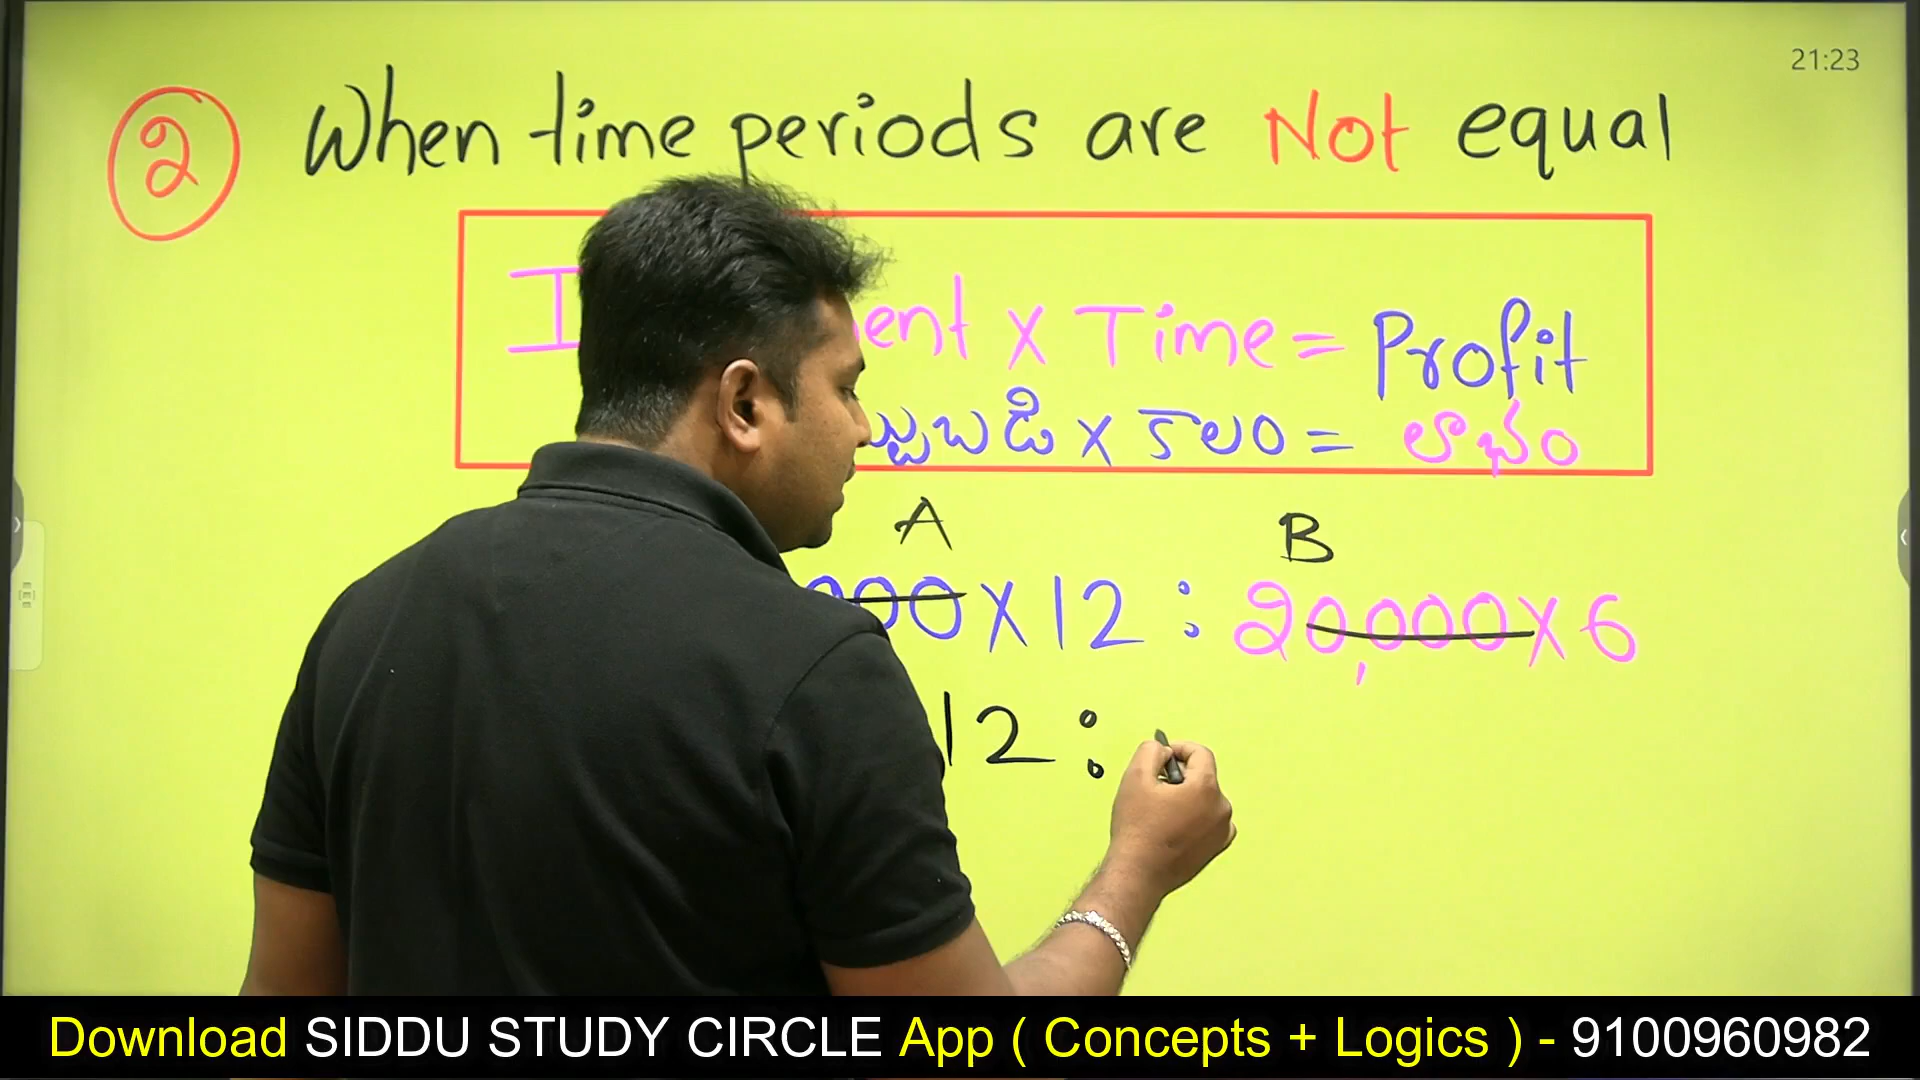 21:23
2 When time periods are Not equal
I ent X Time = Profit
బడి X కాలం = లాభం
A B
000 X 12 : 20,000 X 6
12 :
Download SIDDU STUDY CIRCLE App ( Concepts + Logics ) - 9100960982